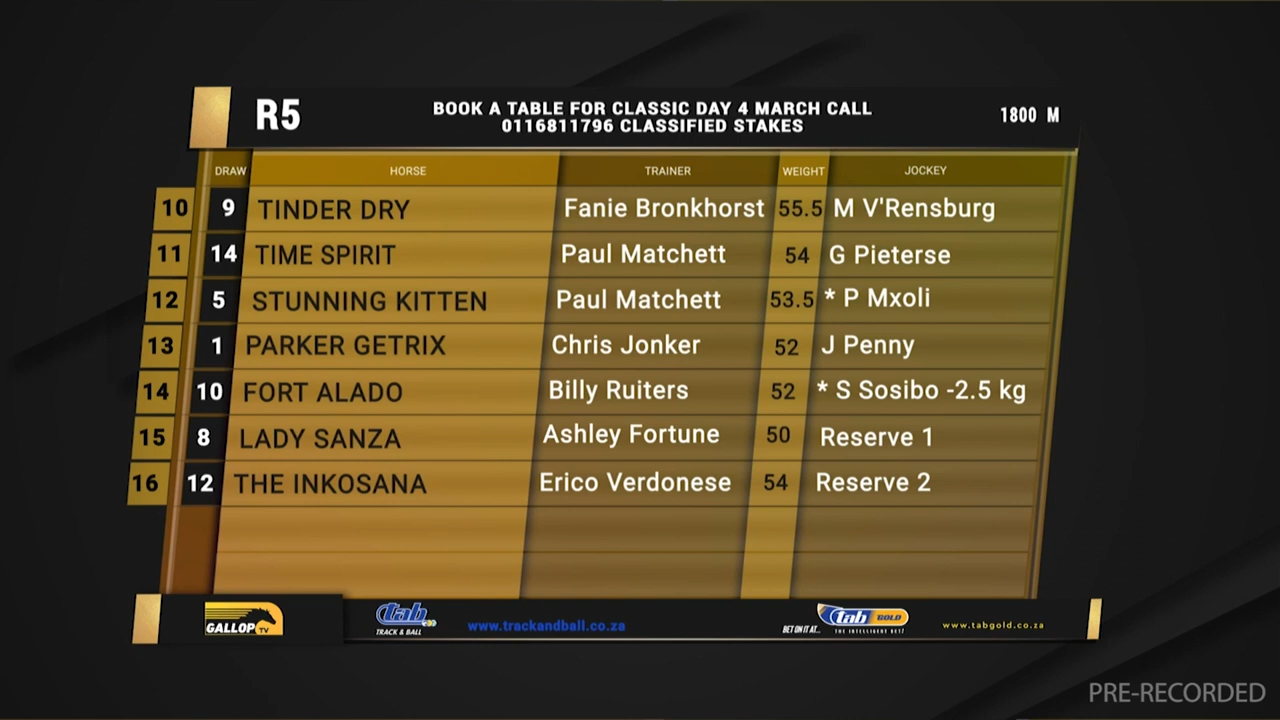 R5
BOOK A TABLE FOR CLASSIC DAY 4 MARCH CALL
0116811796 CLASSIFIED STAKES
1800 M
DRAW HORSE TRAINER WEIGHT JOCKEY
10 9 TINDER DRY Fanie Bronkhorst 55.5 M V'Rensburg
11 14 TIME SPIRIT Paul Matchett 54 G Pieterse
12 5 STUNNING KITTEN Paul Matchett 53.5 * P Mxoli
13 1 PARKER GETRIX Chris Jonker 52 J Penny
14 10 FORT ALADO Billy Ruiters 52 * S Sosibo -2.5 kg
15 8 LADY SANZA Ashley Fortune 50 Reserve 1
16 12 THE INKOSANA Erico Verdonese 54 Reserve 2
GALLOP TV
tab
TRACK & BALL
www.trackandball.co.za
BET ON IT AT...
tab GOLD
THE INTELLIGENT BET!
www.tabgold.co.za
PRE-RECORDED